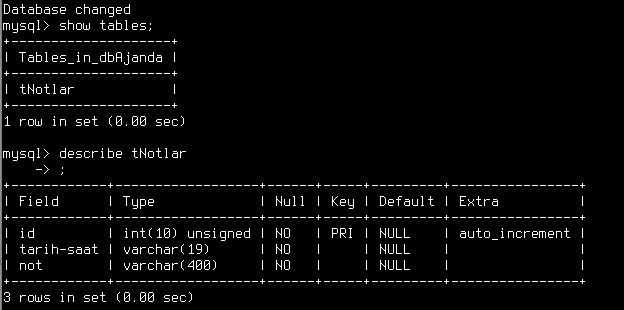 Database changed
mysql> show tables;
+--------------------+
| Tables_in_dbAjanda |
+--------------------+
| tNotlar            |
+--------------------+
1 row in set (0.00 sec)

mysql> describe tNotlar
    -> ;
+------------+------------------+------+-----+---------+----------------+
| Field      | Type             | Null | Key | Default | Extra          |
+------------+------------------+------+-----+---------+----------------+
| id         | int(10) unsigned | NO   | PRI | NULL    | auto_increment |
| tarih-saat | varchar(19)      | NO   |     | NULL    |                |
| not        | varchar(400)     | NO   |     | NULL    |                |
+------------+------------------+------+-----+---------+----------------+
3 rows in set (0.00 sec)